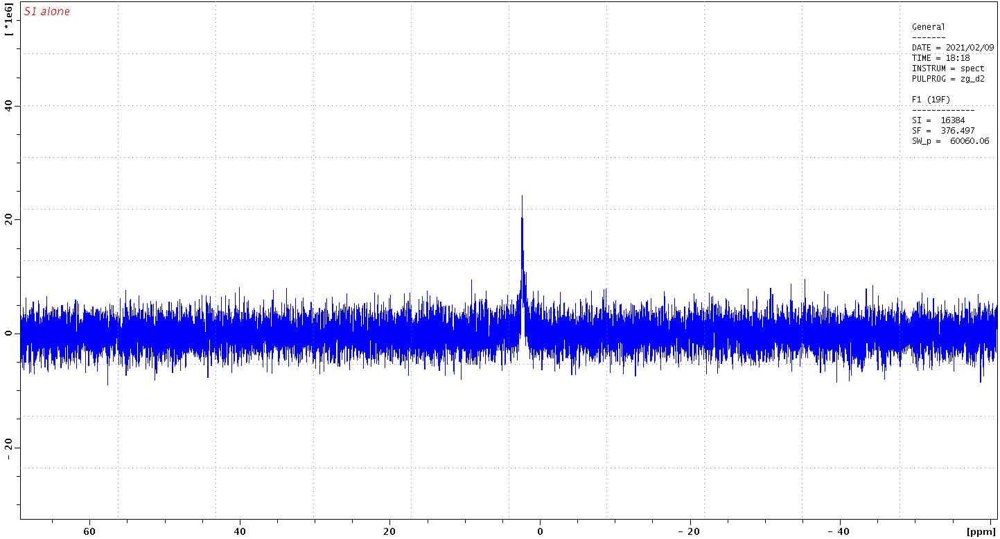 S1 alone
[ *1e6]
General
-------
DATE = 2021/02/09
TIME = 18:18
INSTRUM = spect
PULPROG = zg_d2
F1 (19F)
-------------
SI =  16384
SF =  376.497
SW_p =  60060.06
40
20
0
- 20
60 40 20 0 - 20 - 40 [ppm]